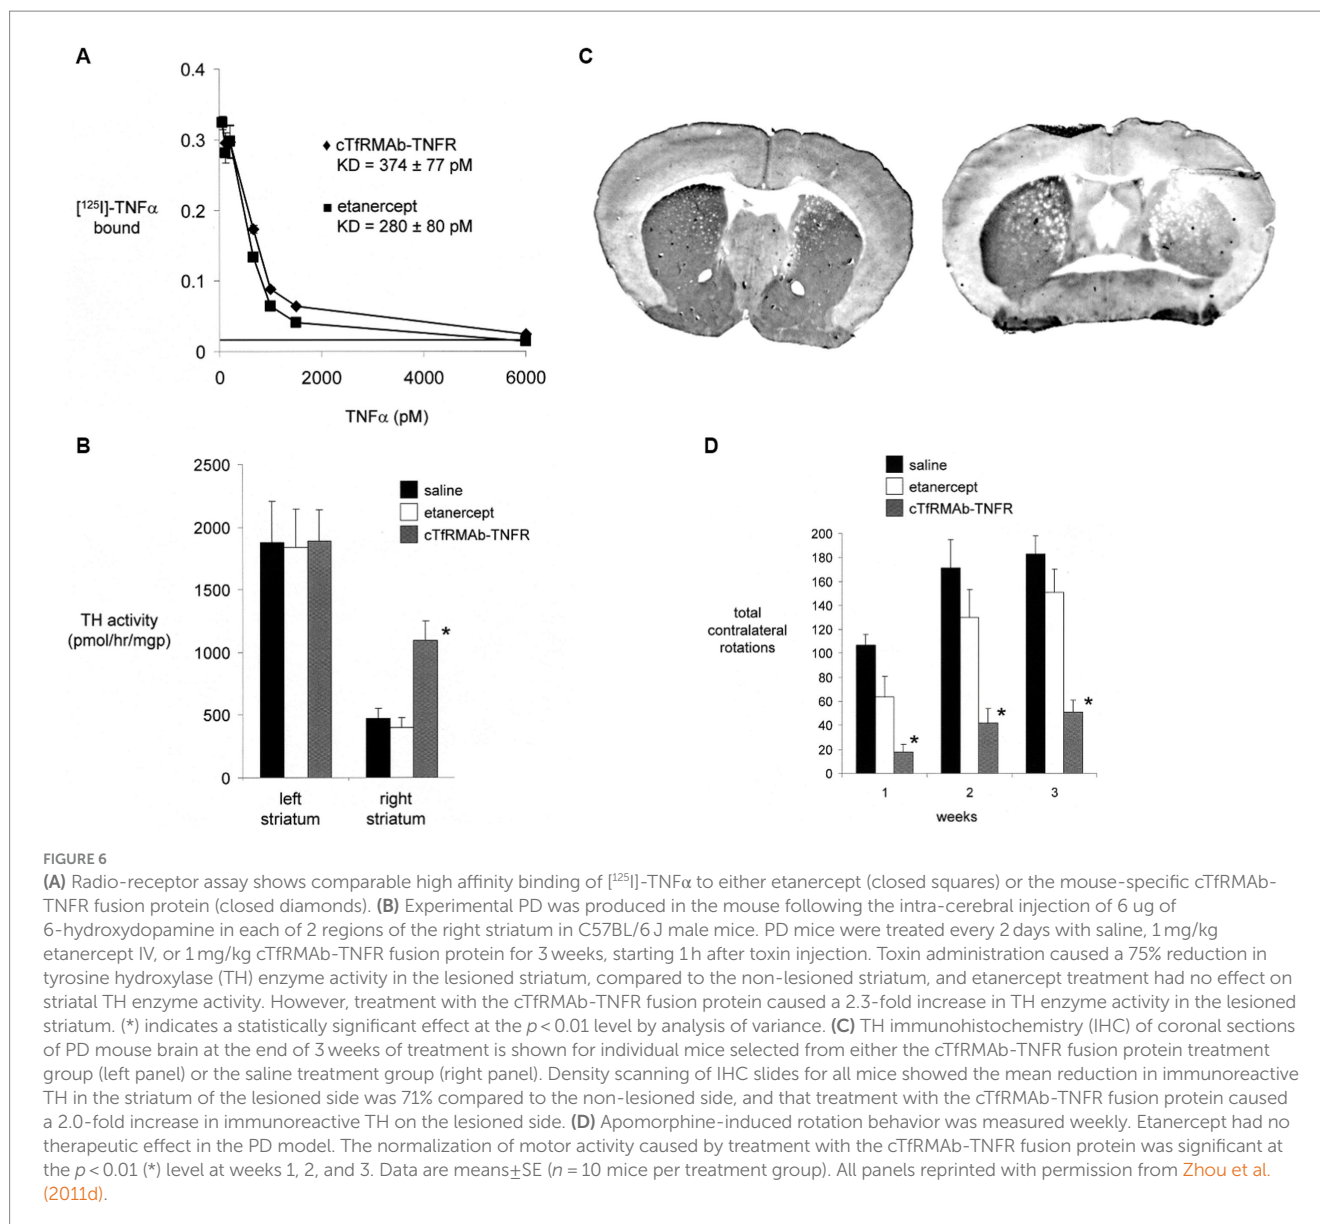 A
0.4
0.3
0.2
0.1
0
[¹²⁵I]-TNFα
bound
♦ cTfRMAb-TNFR
KD = 374 ± 77 pM
■ etanercept
KD = 280 ± 80 pM
0 2000 4000 6000
TNFα (pM)
C
B
2500
2000
1500
1000
500
0
TH activity
(pmol/hr/mgp)
saline
etanercept
cTfRMAb-TNFR
*
left
striatum
right
striatum
D
saline
etanercept
cTfRMAb-TNFR
200
180
160
140
120
100
80
60
40
20
0
total
contralateral
rotations
*
*
*
1 2 3
weeks
FIGURE 6
(A) Radio-receptor assay shows comparable high affinity binding of [¹²⁵I]-TNFα to either etanercept (closed squares) or the mouse-specific cTfRMAb-
TNFR fusion protein (closed diamonds). (B) Experimental PD was produced in the mouse following the intra-cerebral injection of 6 ug of
6-hydroxydopamine in each of 2 regions of the right striatum in C57BL/6 J male mice. PD mice were treated every 2 days with saline, 1 mg/kg
etanercept IV, or 1 mg/kg cTfRMAb-TNFR fusion protein for 3 weeks, starting 1 h after toxin injection. Toxin administration caused a 75% reduction in
tyrosine hydroxylase (TH) enzyme activity in the lesioned striatum, compared to the non-lesioned striatum, and etanercept treatment had no effect on
striatal TH enzyme activity. However, treatment with the cTfRMAb-TNFR fusion protein caused a 2.3-fold increase in TH enzyme activity in the lesioned
striatum. (*) indicates a statistically significant effect at the p < 0.01 level by analysis of variance. (C) TH immunohistochemistry (IHC) of coronal sections
of PD mouse brain at the end of 3 weeks of treatment is shown for individual mice selected from either the cTfRMAb-TNFR fusion protein treatment
group (left panel) or the saline treatment group (right panel). Density scanning of IHC slides for all mice showed the mean reduction in immunoreactive
TH in the striatum of the lesioned side was 71% compared to the non-lesioned side, and that treatment with the cTfRMAb-TNFR fusion protein caused
a 2.0-fold increase in immunoreactive TH on the lesioned side. (D) Apomorphine-induced rotation behavior was measured weekly. Etanercept had no
therapeutic effect in the PD model. The normalization of motor activity caused by treatment with the cTfRMAb-TNFR fusion protein was significant at
the p < 0.01 (*) level at weeks 1, 2, and 3. Data are means±SE (n = 10 mice per treatment group). All panels reprinted with permission from Zhou et al.
(2011d).